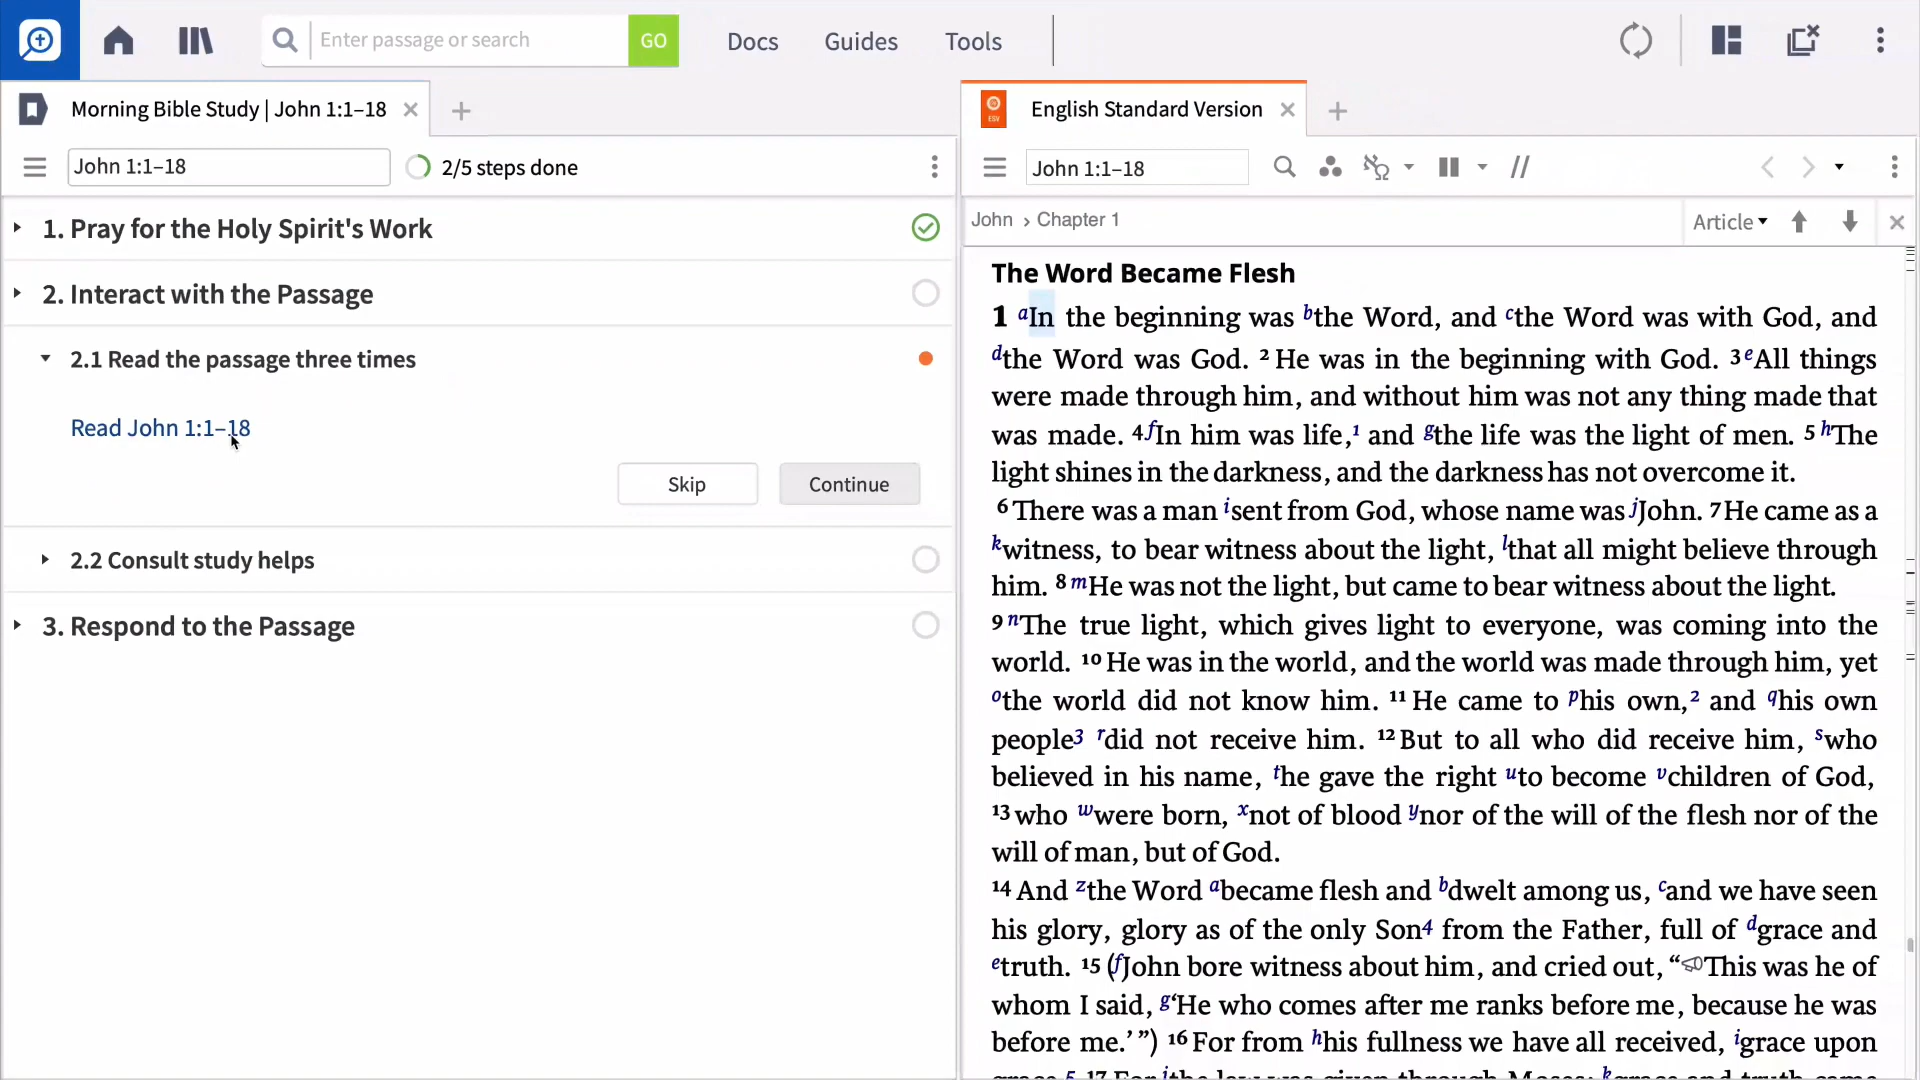 Enter passage or search
GO
Docs
Guides
Tools
Morning Bible Study | John 1:1–18
John 1:1–18
2/5 steps done
1. Pray for the Holy Spirit's Work
2. Interact with the Passage
2.1 Read the passage three times
Read John 1:1–18
Skip
Continue
2.2 Consult study helps
3. Respond to the Passage
ESV
English Standard Version
John 1:1–18
John › Chapter 1
Article
The Word Became Flesh
1 aIn the beginning was bthe Word, and cthe Word was with God, and
dthe Word was God. 2 He was in the beginning with God. 3 eAll things
were made through him, and without him was not any thing made that
was made. 4 fIn him was life,1 and gthe life was the light of men. 5 hThe
light shines in the darkness, and the darkness has not overcome it.
6 There was a man isent from God, whose name was jJohn. 7 He came as a
kwitness, to bear witness about the light, lthat all might believe through
him. 8 mHe was not the light, but came to bear witness about the light.
9 nThe true light, which gives light to everyone, was coming into the
world. 10 He was in the world, and the world was made through him, yet
othe world did not know him. 11 He came to phis own,2 and qhis own
people3 rdid not receive him. 12 But to all who did receive him, swho
believed in his name, the gave the right uto become vchildren of God,
13 who wwere born, xnot of blood ynor of the will of the flesh nor of the
will of man, but of God.
14 And zthe Word abecame flesh and bdwelt among us, cand we have seen
his glory, glory as of the only Son4 from the Father, full of dgrace and
etruth. 15 (fJohn bore witness about him, and cried out, “This was he of
whom I said, g‘He who comes after me ranks before me, because he was
before me.’”) 16 For from hhis fullness we have all received, igrace upon
grace.5 17 For jthe law was given through Moses; kgrace and truth came